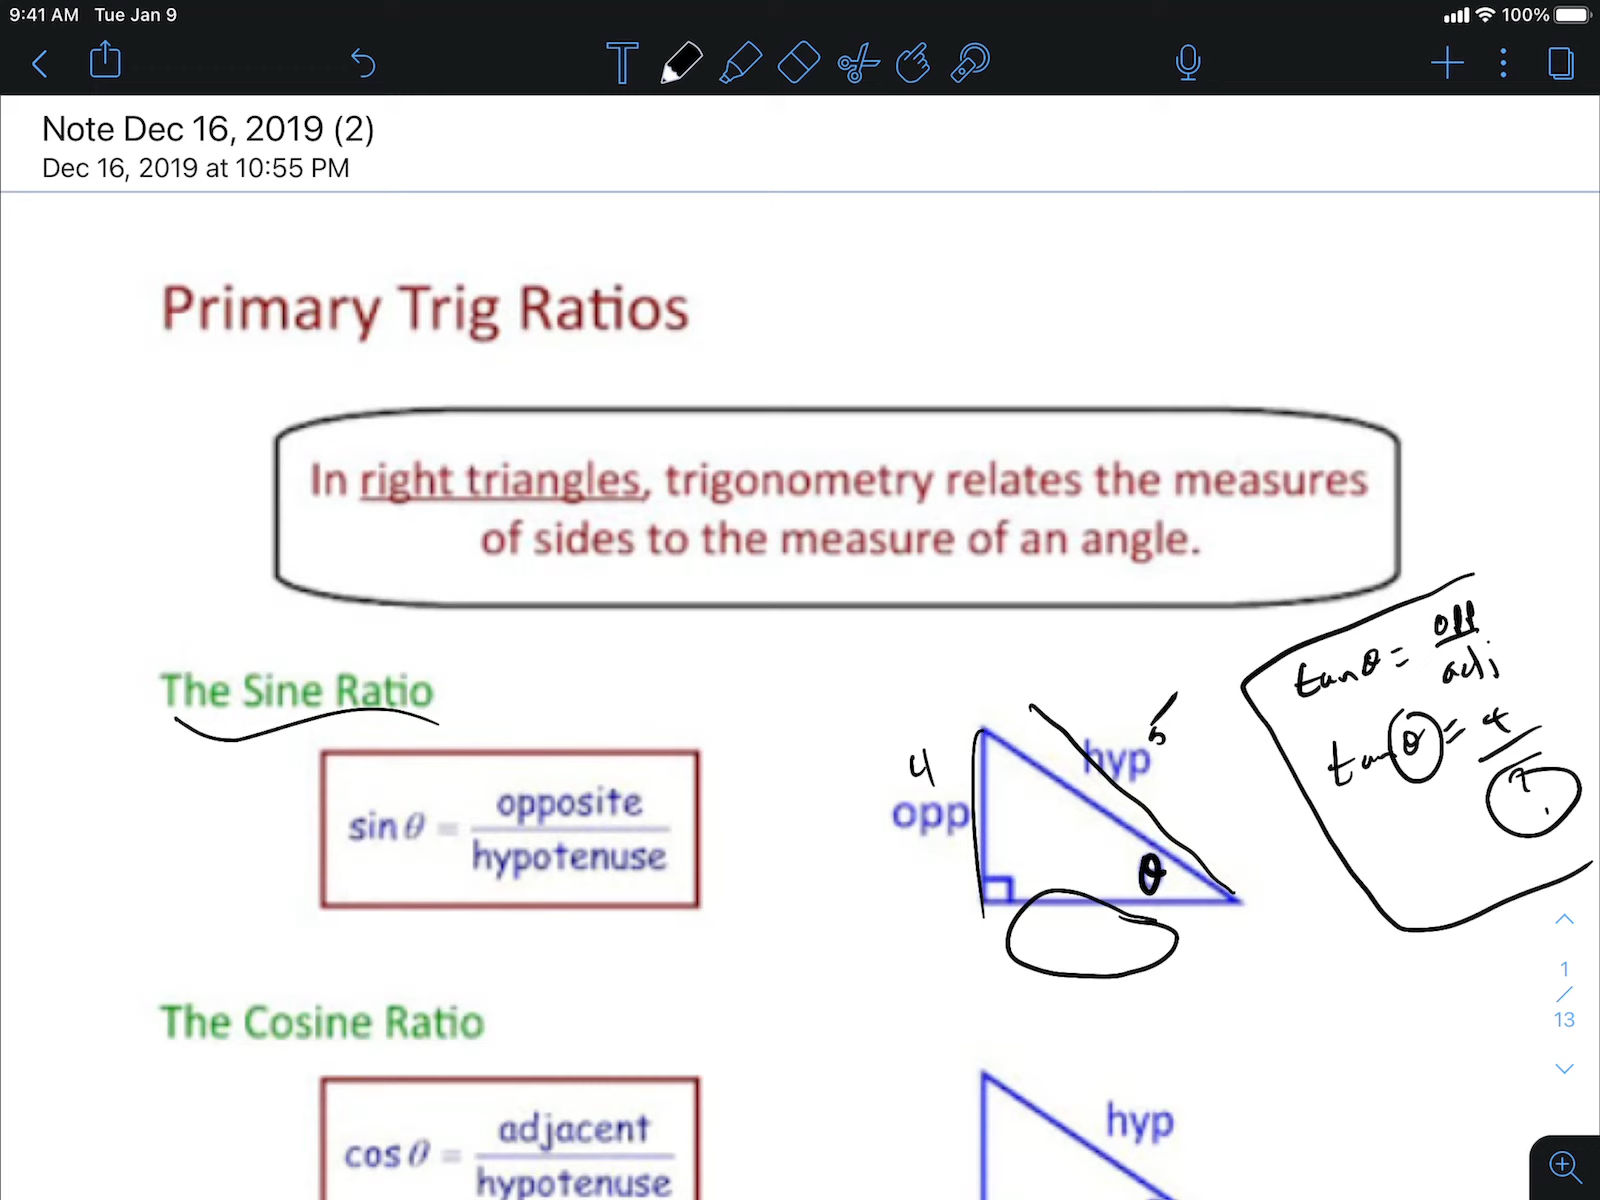 9:41 AM Tue Jan 9
100%
Note Dec 16, 2019 (2)
Dec 16, 2019 at 10:55 PM
Primary Trig Ratios
In right triangles, trigonometry relates the measures
of sides to the measure of an angle.
The Sine Ratio
sin θ = opposite
hypotenuse
4
opp
hyp
5
θ
tanθ = opp
adj
tan θ = 4
?
1
/
13
The Cosine Ratio
cos θ = adjacent
hypotenuse
hyp